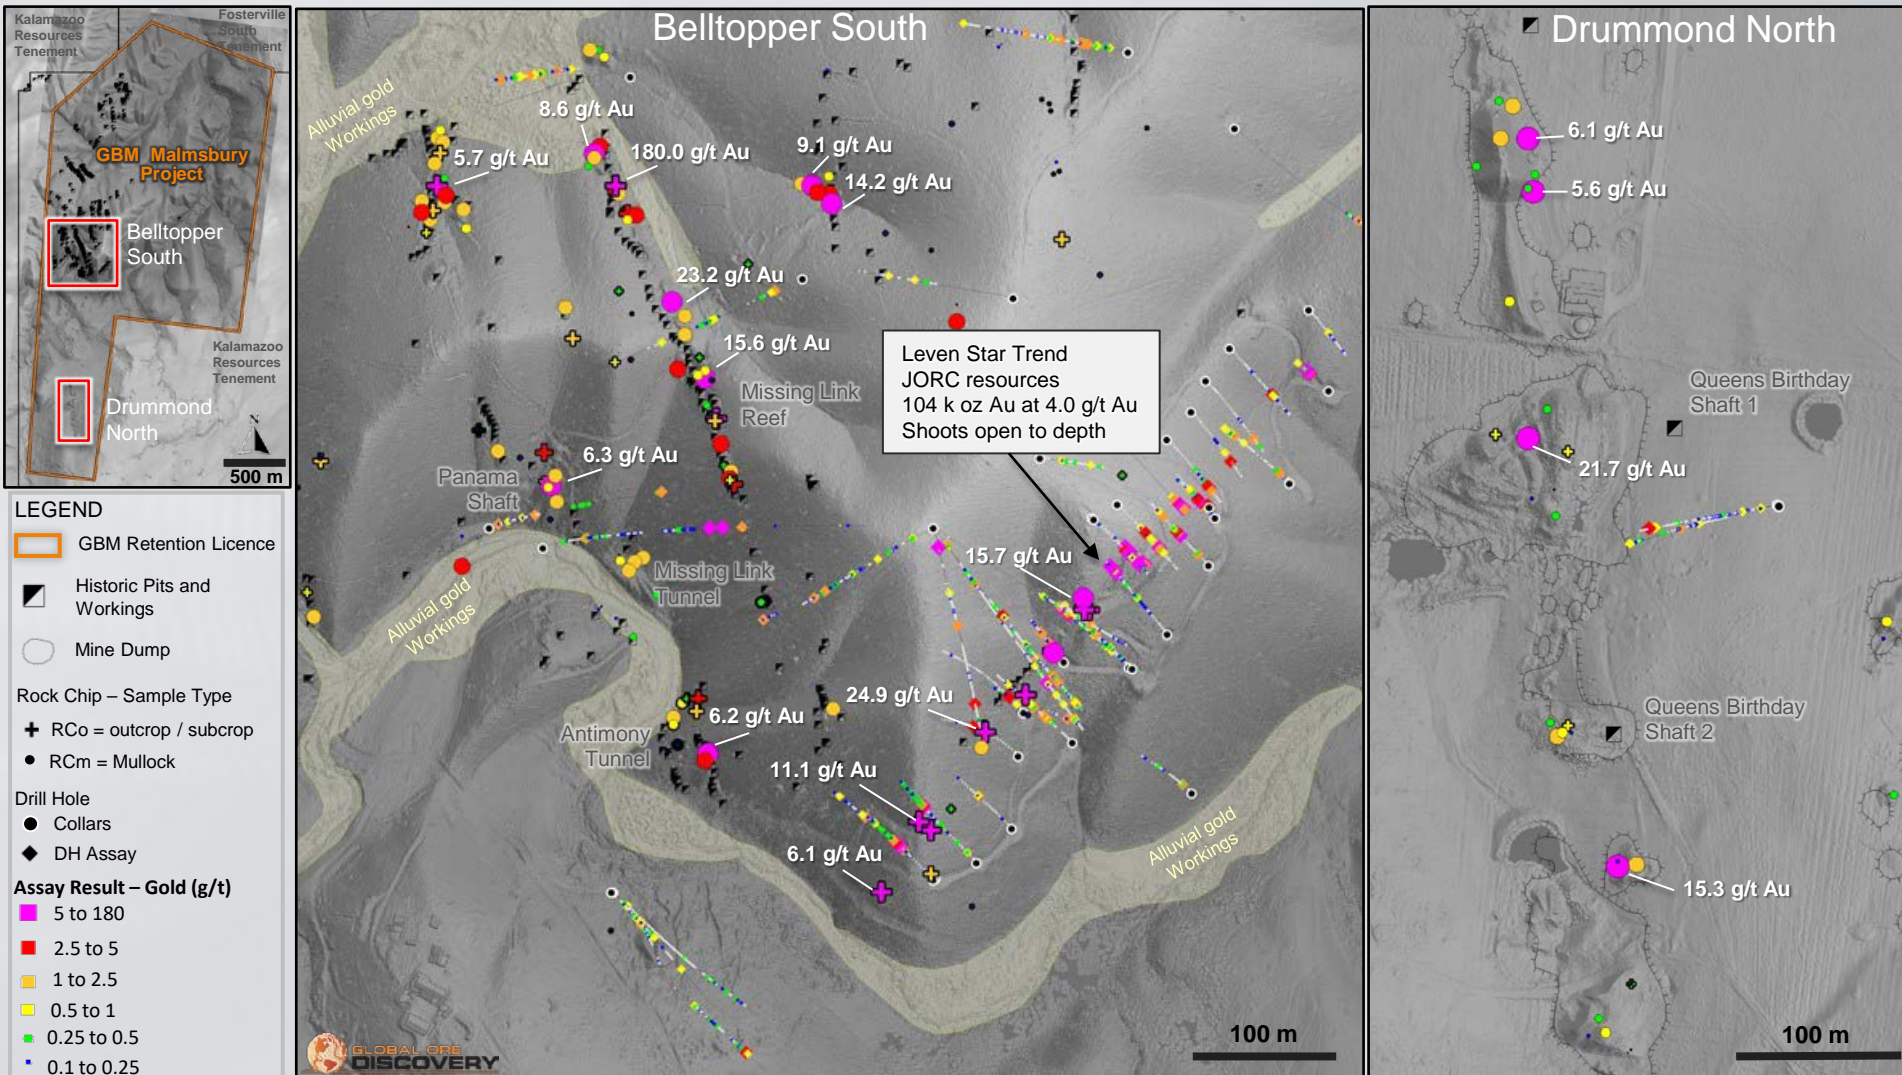 Kalamazoo
Resources
Tenement
Fosterville
South
Tenement
GBM Malmsbury
Project
Belltopper
South
Kalamazoo
Resources
Tenement
Drummond
North
N
500 m
LEGEND
GBM Retention Licence
Historic Pits and
Workings
Mine Dump
Rock Chip – Sample Type
RCo = outcrop / subcrop
RCm = Mullock
Drill Hole
Collars
DH Assay
Assay Result – Gold (g/t)
5 to 180
2.5 to 5
1 to 2.5
0.5 to 1
0.25 to 0.5
0.1 to 0.25
Belltopper South
Alluvial gold
Workings
8.6 g/t Au
5.7 g/t Au
180.0 g/t Au
9.1 g/t Au
14.2 g/t Au
23.2 g/t Au
15.6 g/t Au
Missing Link
Reef
Leven Star Trend
JORC resources
104 k oz Au at 4.0 g/t Au
Shoots open to depth
6.3 g/t Au
Panama
Shaft
15.7 g/t Au
Missing Link
Tunnel
Alluvial gold
Workings
24.9 g/t Au
6.2 g/t Au
Antimony
Tunnel
11.1 g/t Au
6.1 g/t Au
Alluvial gold
Workings
GLOBAL ORE
DISCOVERY
100 m
Drummond North
6.1 g/t Au
5.6 g/t Au
Queens Birthday
Shaft 1
21.7 g/t Au
Queens Birthday
Shaft 2
15.3 g/t Au
100 m